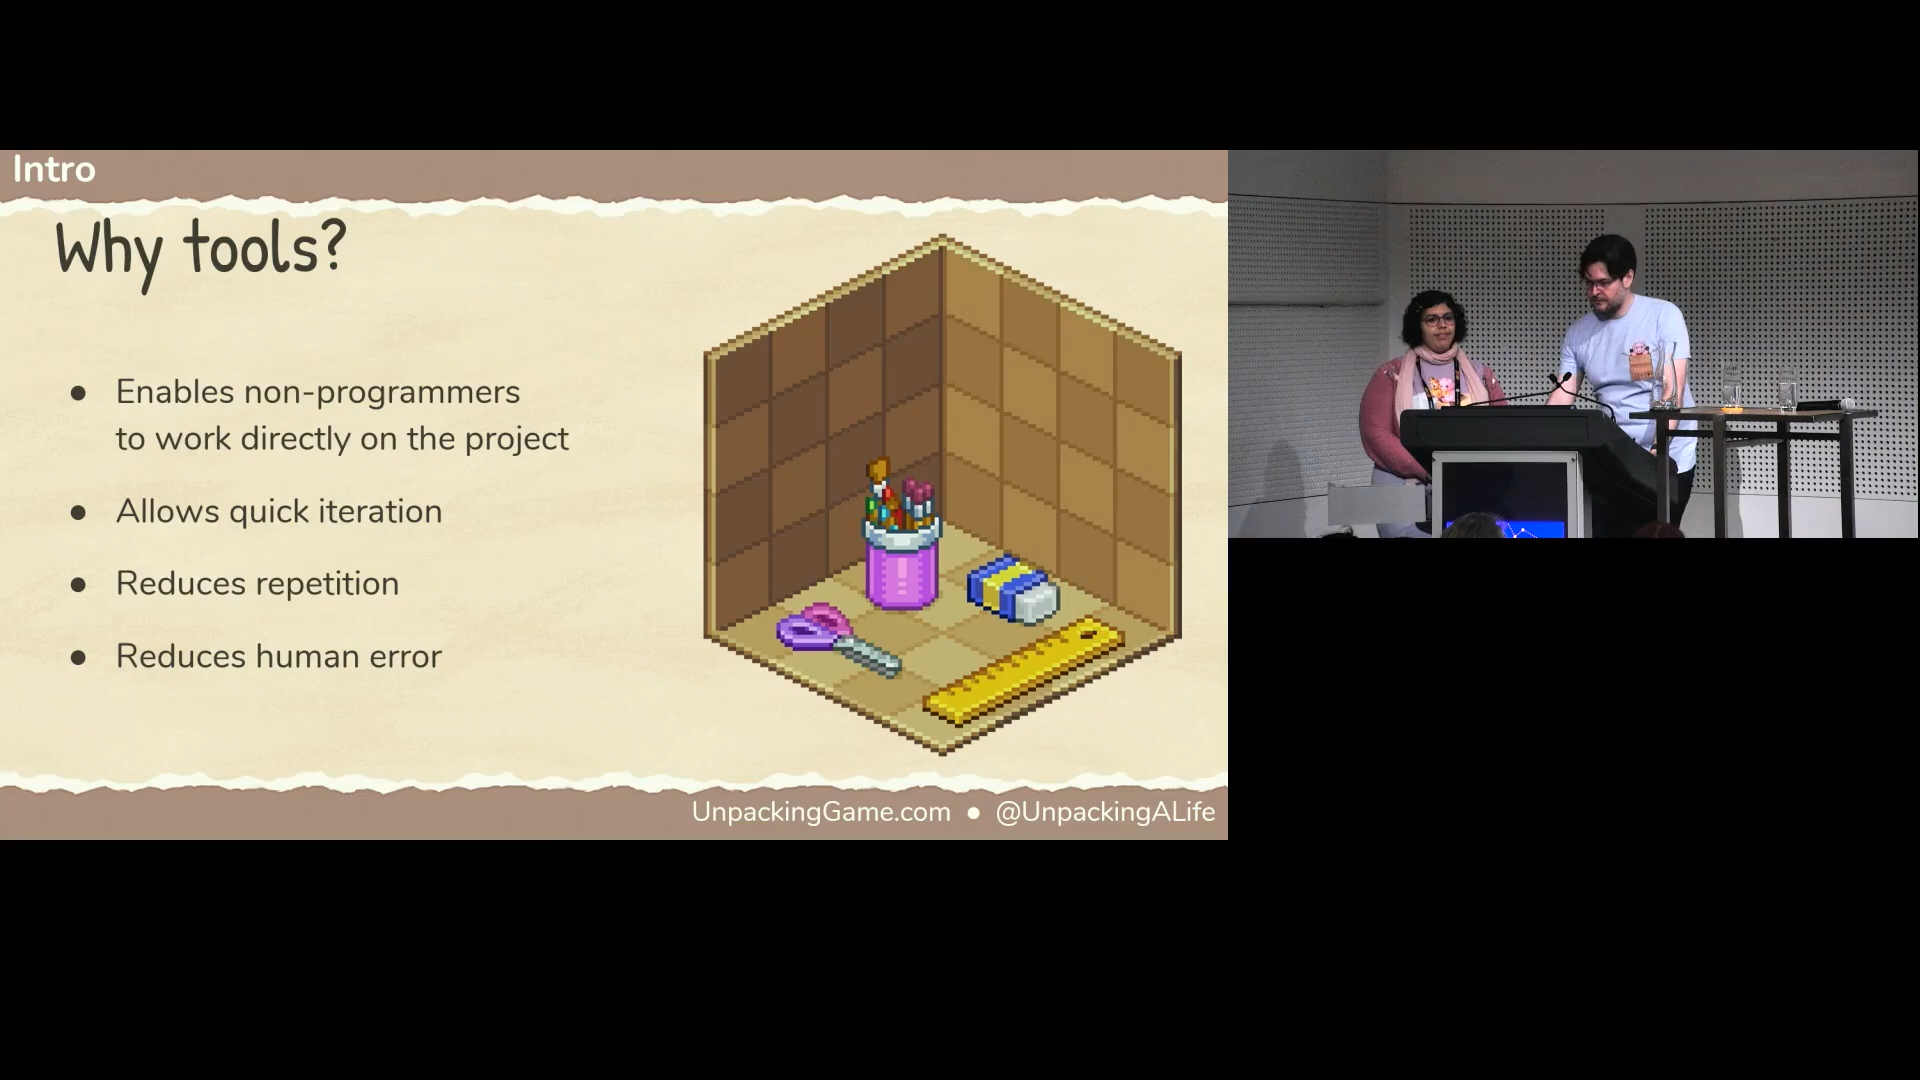 Intro
Why tools?
● Enables non-programmers
to work directly on the project
● Allows quick iteration
● Reduces repetition
● Reduces human error
UnpackingGame.com ● @UnpackingALife